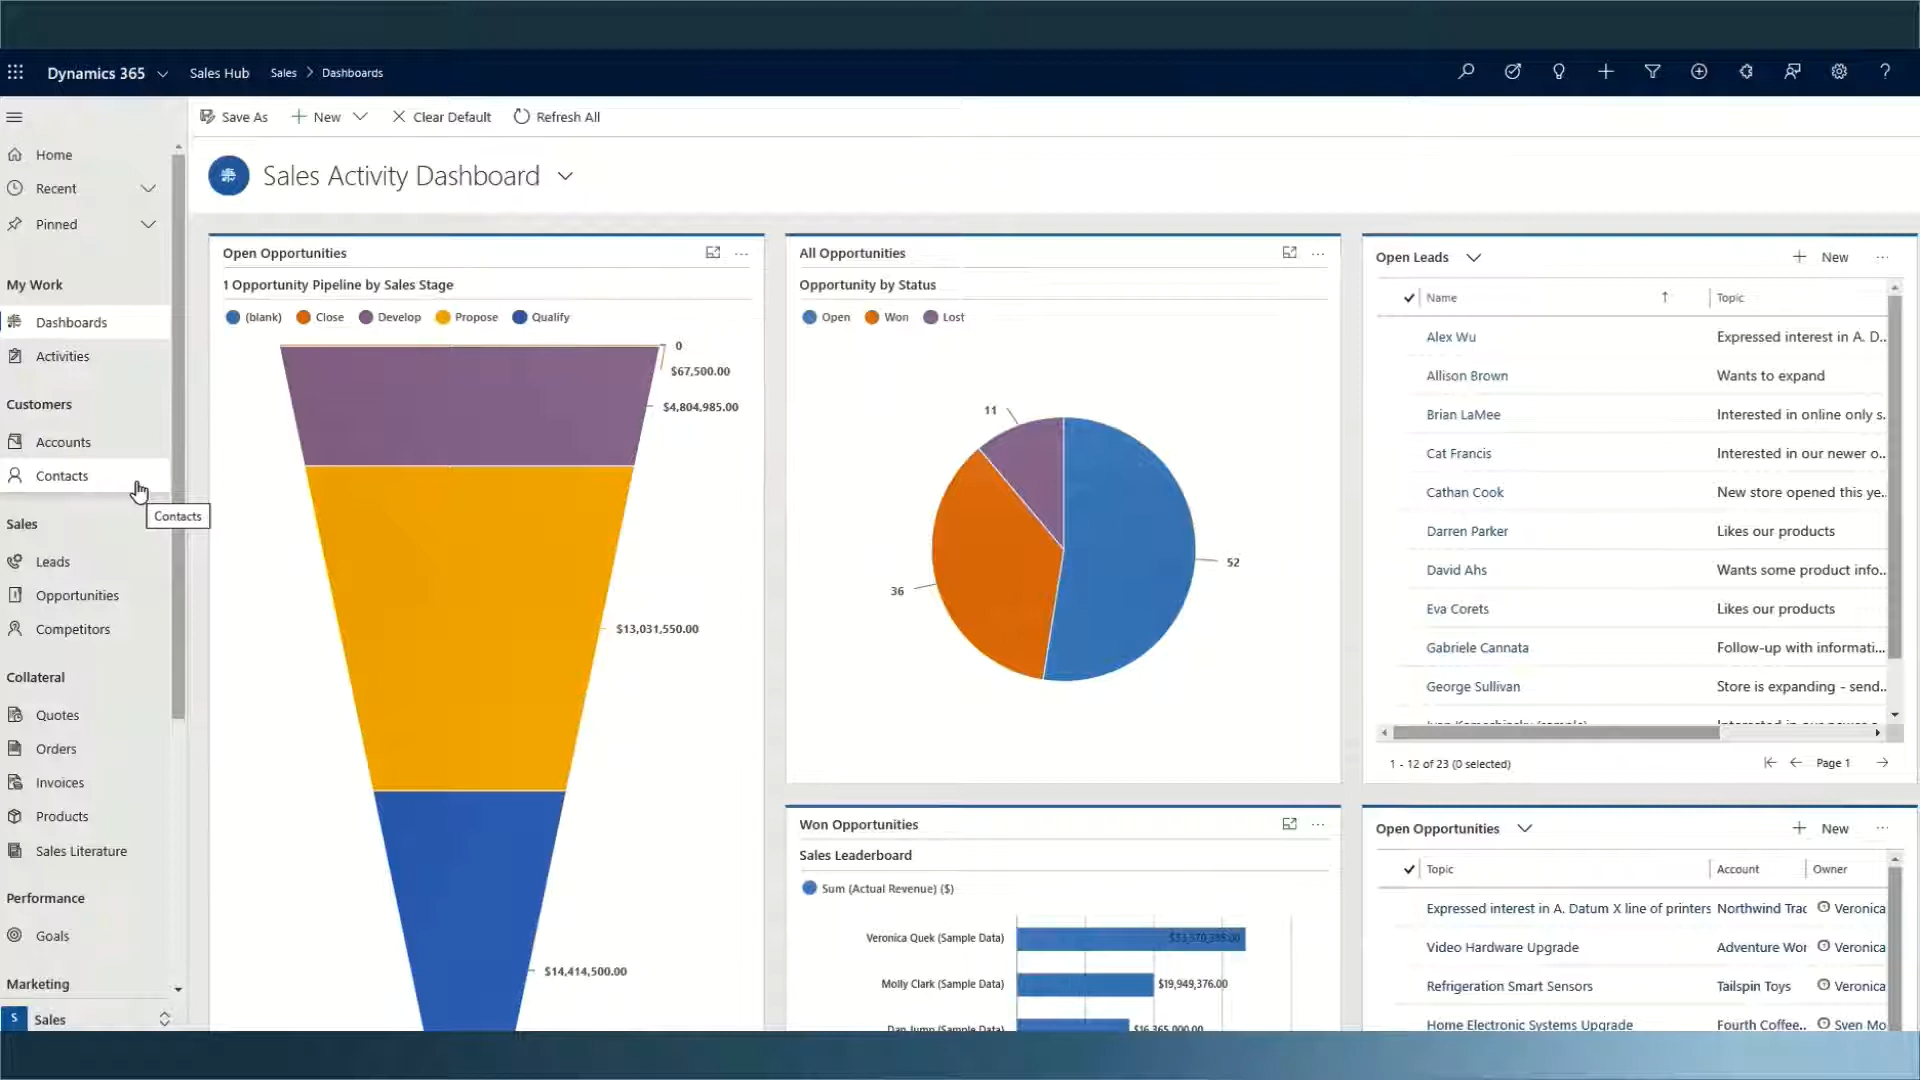 Dynamics 365 Sales Hub Sales > Dashboards
Save As New Clear Default Refresh All
Home
Recent
Pinned
My Work
Dashboards
Activities
Customers
Accounts
Contacts
Contacts
Sales
Leads
Opportunities
Competitors
Collateral
Quotes
Orders
Invoices
Products
Sales Literature
Performance
Goals
Marketing
S Sales
Sales Activity Dashboard
Open Opportunities
1 Opportunity Pipeline by Sales Stage
(blank) Close Develop Propose Qualify
0
$67,500.00
$4,804,985.00
$13,031,550.00
$14,414,500.00
All Opportunities
Opportunity by Status
Open Won Lost
11
52
36
Won Opportunities
Sales Leaderboard
Sum (Actual Revenue) ($)
Veronica Quek (Sample Data)
Molly Clark (Sample Data) $19,949,376.00
Dan Jump (Sample Data) $16,365,000.00
Open Leads New ...
Name Topic
Alex Wu Expressed interest in A. D...
Allison Brown Wants to expand
Brian LaMee Interested in online only s...
Cat Francis Interested in our newer o...
Cathan Cook New store opened this ye...
Darren Parker Likes our products
David Ahs Wants some product info...
Eva Corets Likes our products
Gabriele Cannata Follow-up with informati...
George Sullivan Store is expanding - send...
1 - 12 of 23 (0 selected) Page 1
Open Opportunities New ...
Topic Account Owner
Expressed interest in A. Datum X line of printers Northwind Trac Veronica
Video Hardware Upgrade Adventure Wor Veronica
Refrigeration Smart Sensors Tailspin Toys Veronica
Home Electronic Systems Upgrade Fourth Coffee... Sven Mo